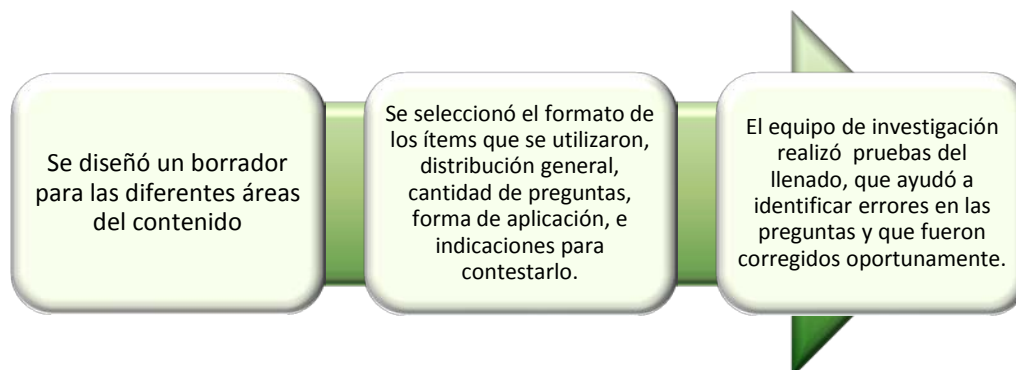 Se diseñó un borrador
para las diferentes áreas
del contenido
Se seleccionó el formato de
los ítems que se utilizaron,
distribución general,
cantidad de preguntas,
forma de aplicación, e
indicaciones para
contestarlo.
El equipo de investigación
realizó pruebas del
llenado, que ayudó a
identificar errores en las
preguntas y que fueron
corregidos oportunamente.